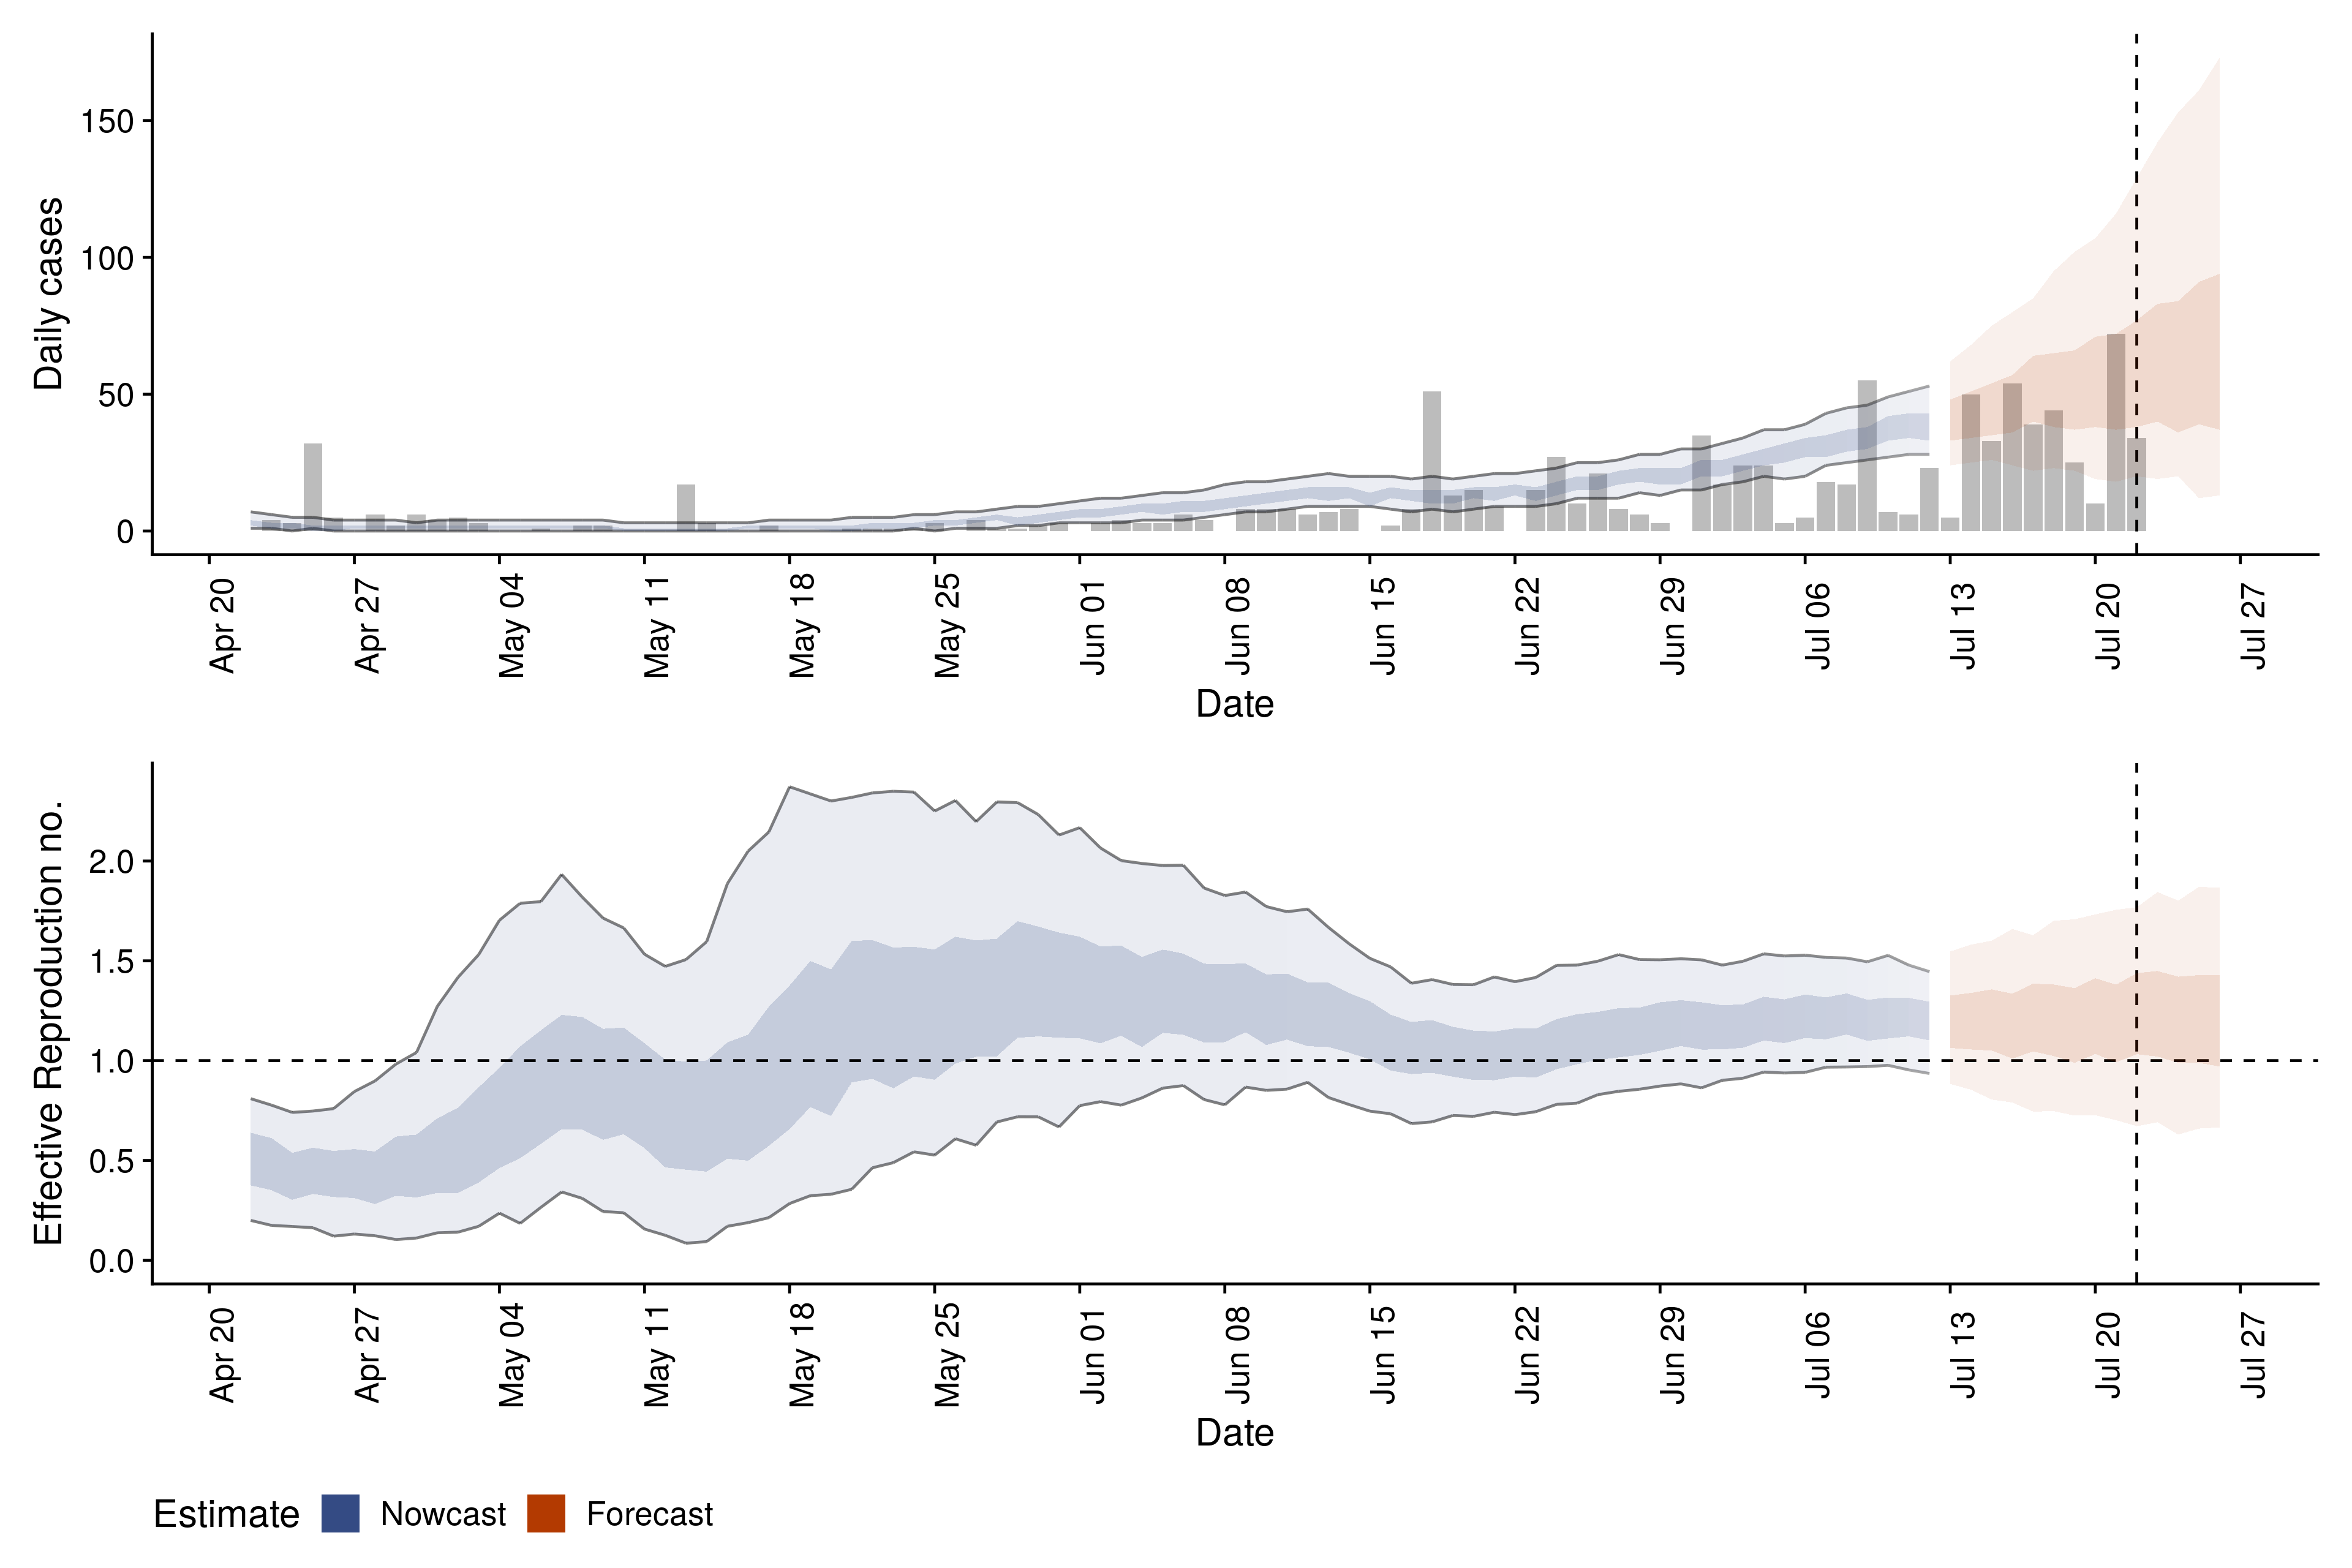 Daily cases
150
100
50
0
Apr 20
Apr 27
May 04
May 11
May 18
May 25
Jun 01
Jun 08
Jun 15
Jun 22
Jun 29
Jul 06
Jul 13
Jul 20
Jul 27
Date
Effective Reproduction no.
2.0
1.5
1.0
0.5
0.0
Apr 20
Apr 27
May 04
May 11
May 18
May 25
Jun 01
Jun 08
Jun 15
Jun 22
Jun 29
Jul 06
Jul 13
Jul 20
Jul 27
Date
Estimate Nowcast Forecast